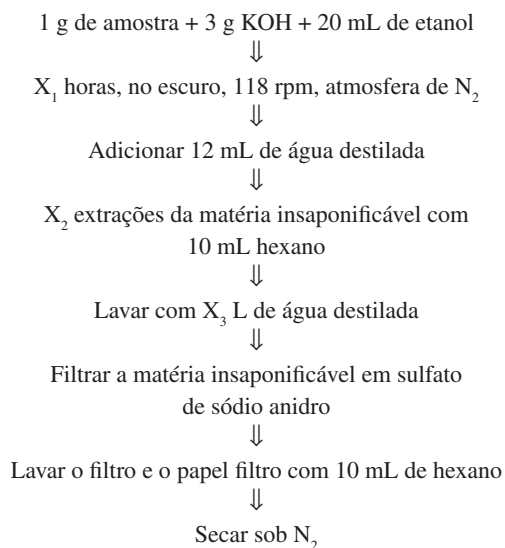 1 g de amostra + 3 g KOH + 20 mL de etanol
⇓
X₁ horas, no escuro, 118 rpm, atmosfera de N₂
⇓
Adicionar 12 mL de água destilada
⇓
X₂ extrações da matéria insaponificável com
10 mL hexano
⇓
Lavar com X₃ L de água destilada
⇓
Filtrar a matéria insaponificável em sulfato
de sódio anidro
⇓
Lavar o filtro e o papel filtro com 10 mL de hexano
⇓
Secar sob N₂